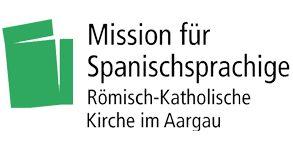 Mission für
Spanischsprachige
Römisch-Katholische
Kirche im Aargau